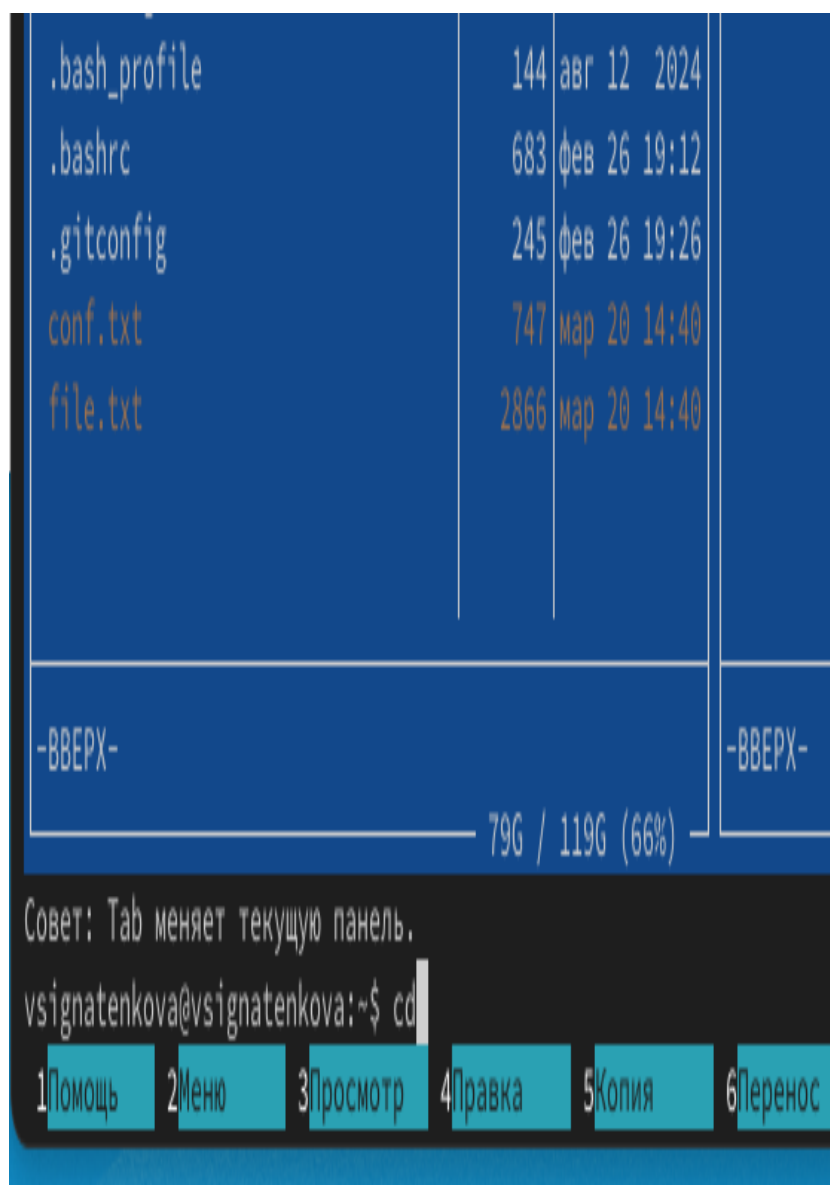 .bash_profile 144 авг 12 2024
.bashrc 683 фев 26 19:12
.gitconfig 245 фев 26 19:26
conf.txt 747 мар 20 14:40
file.txt 2866 мар 20 14:40
-ВВЕРХ- -ВВЕРХ-
79G / 119G (66%)
Совет: Tab меняет текущую панель.
vsignatenkova@vsignatenkova:~$ cd
1Помощь 2Меню 3Просмотр 4Правка 5Копия 6Перенос